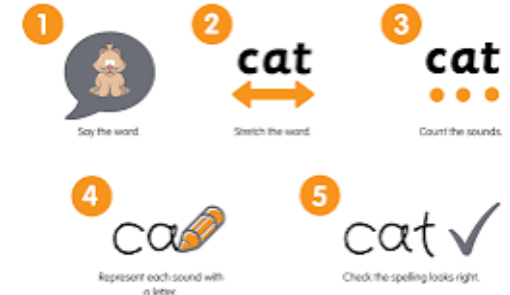 1
2
3
cat
cat
Say the word.
Stretch the word.
Count the sounds.
4
5
ca
cat
Represent each sound with
a letter.
Check the spelling looks right.